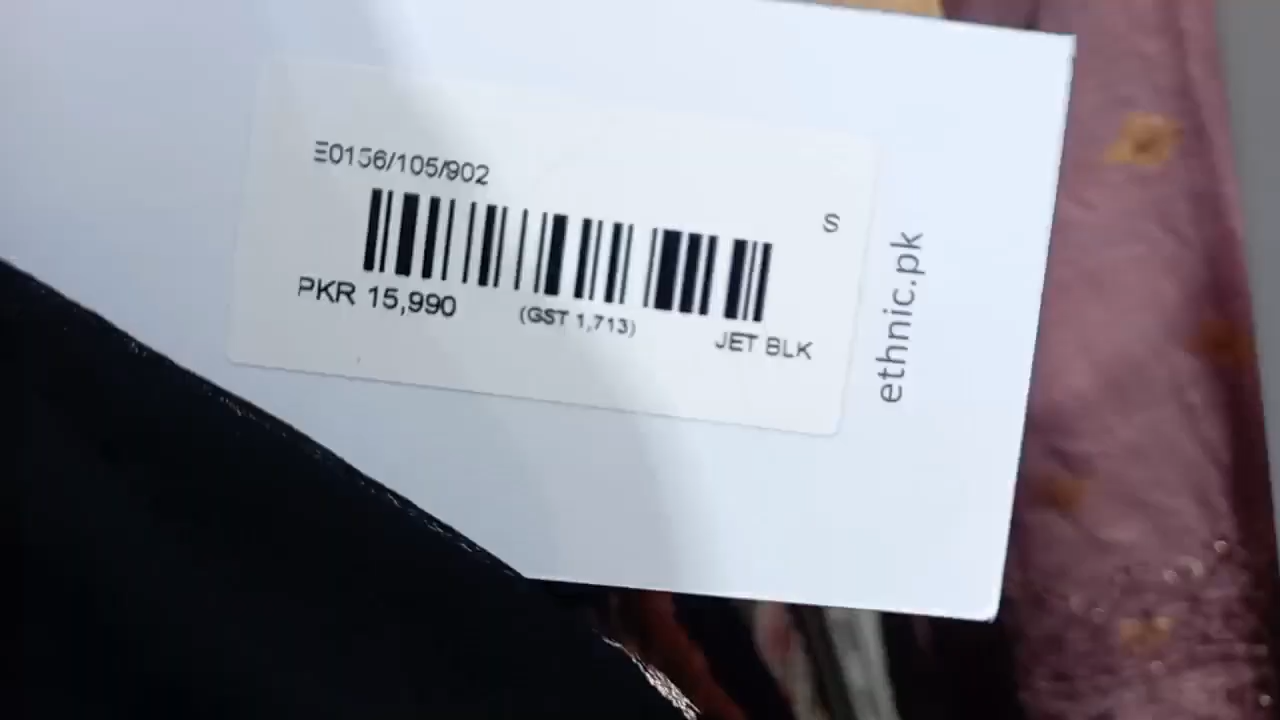 E0156/105/902
S
PKR 15,990
(GST 1,713)
JET BLK
ethnic.pk